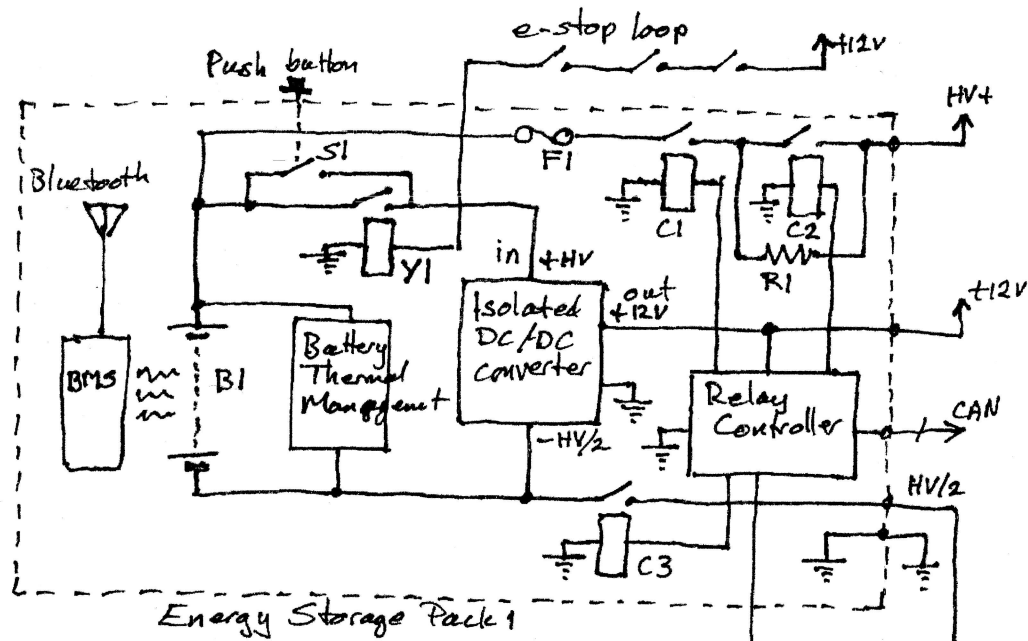 e-stop loop
+12V
Push button
HV+
S1
F1
Bluetooth
C1
C2
Y1
in +HV
R1
out
+12V
+12V
Isolated
DC/DC
converter
Battery
Thermal
Management
BMS
B1
Relay
Controller
CAN
-HV/2
HV/2
C3
Energy Storage Pack 1